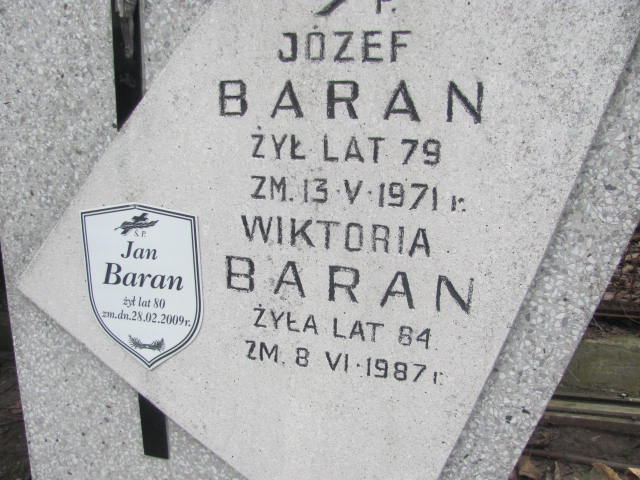 P.
JÓZEF
BARAN
ŻYŁ LAT 79
ZM. 13·V·1971 r.
WIKTORIA
BARAN
ŻYŁA LAT 84
ZM. 8 VI·1987 r
Ś.P.
Jan
Baran
żył lat 80
zm.dn.28.02.2009r.